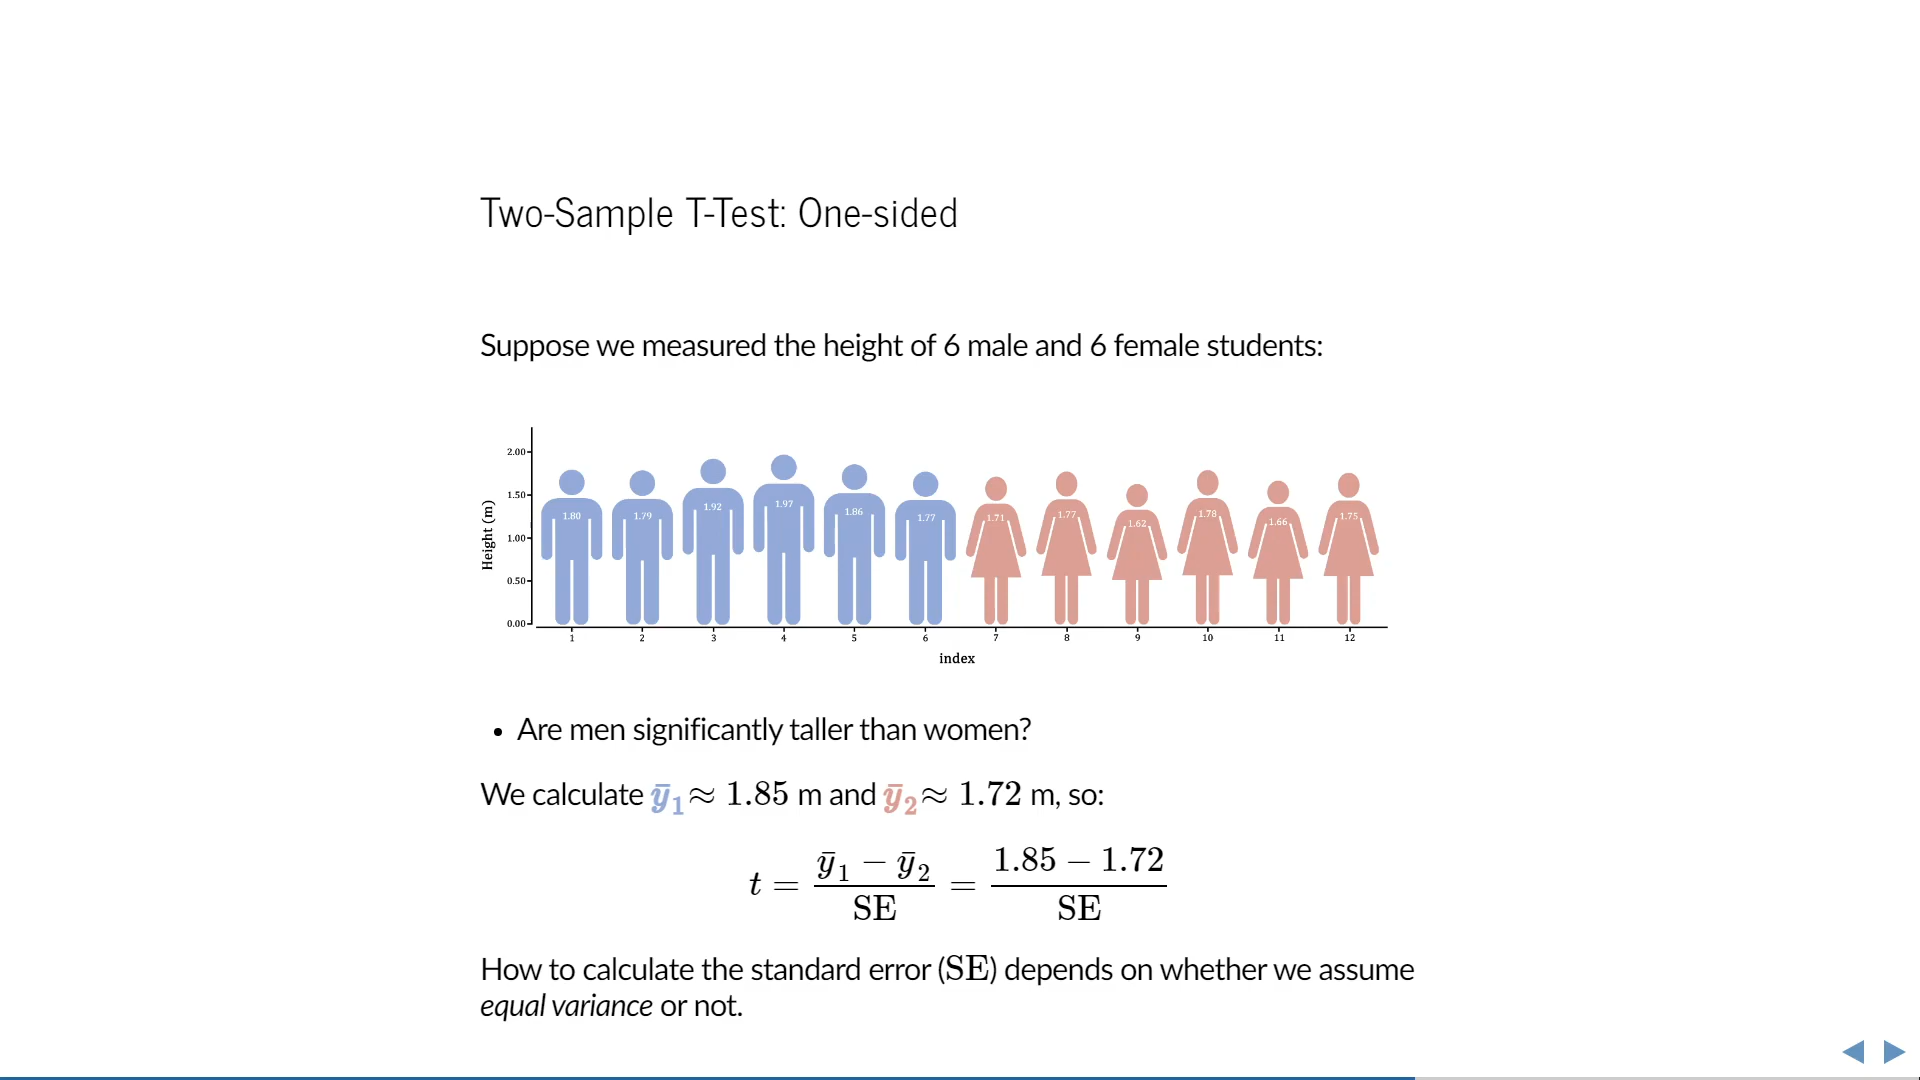 Two-Sample T-Test: One-sided
Suppose we measured the height of 6 male and 6 female students:
Height (m)
2.00
1.50
1.00
0.50
0.00
1.80 1.79 1.92 1.97 1.86 1.77 1.71 1.77 1.62 1.78 1.66 1.75
1 2 3 4 5 6 7 8 9 10 11 12
index
• Are men significantly taller than women?
We calculate ȳ₁ ≈ 1.85 m and ȳ₂ ≈ 1.72 m, so:
t = (ȳ₁ − ȳ₂) / SE = (1.85 − 1.72) / SE
How to calculate the standard error (SE) depends on whether we assume
equal variance or not.